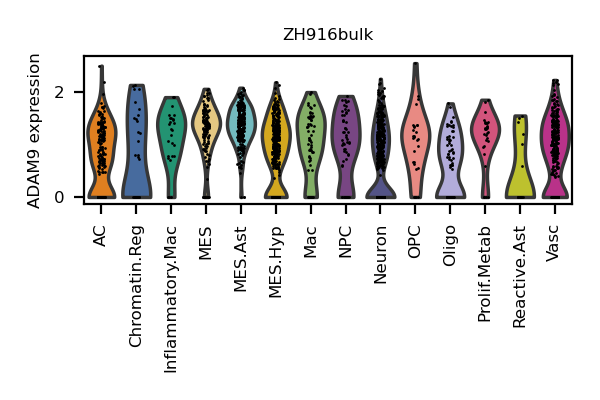 ZH916bulk
ADAM9 expression
2
0
AC
Chromatin.Reg
Inflammatory.Mac
MES
MES.Ast
MES.Hyp
Mac
NPC
Neuron
OPC
Oligo
Prolif.Metab
Reactive.Ast
Vasc